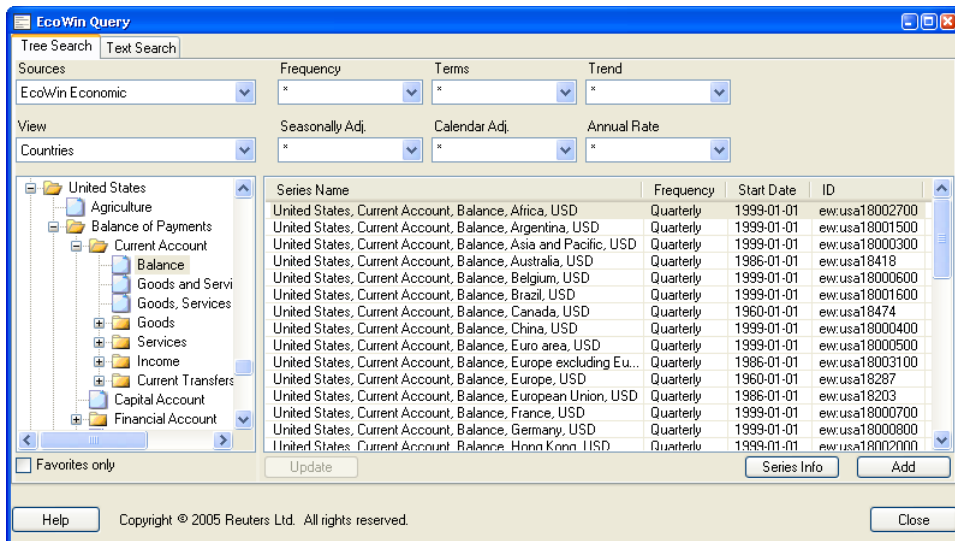 EcoWin Query
Tree Search Text Search
Sources Frequency Terms Trend
EcoWin Economic * * *
View Seasonally Adj. Calendar Adj. Annual Rate
Countries * * *
United States
Agriculture
Balance of Payments
Current Account
Balance
Goods and Servi
Goods, Services
Goods
Services
Income
Current Transfers
Capital Account
Financial Account
Series Name Frequency Start Date ID
United States, Current Account, Balance, Africa, USD Quarterly 1999-01-01 ew:usa18002700
United States, Current Account, Balance, Argentina, USD Quarterly 1999-01-01 ew:usa18001500
United States, Current Account, Balance, Asia and Pacific, USD Quarterly 1999-01-01 ew:usa18000300
United States, Current Account, Balance, Australia, USD Quarterly 1986-01-01 ew:usa18418
United States, Current Account, Balance, Belgium, USD Quarterly 1999-01-01 ew:usa18000600
United States, Current Account, Balance, Brazil, USD Quarterly 1999-01-01 ew:usa18001600
United States, Current Account, Balance, Canada, USD Quarterly 1960-01-01 ew:usa18474
United States, Current Account, Balance, China, USD Quarterly 1999-01-01 ew:usa18000400
United States, Current Account, Balance, Euro area, USD Quarterly 1999-01-01 ew:usa18000500
United States, Current Account, Balance, Europe excluding Eu... Quarterly 1986-01-01 ew:usa18003100
United States, Current Account, Balance, Europe, USD Quarterly 1960-01-01 ew:usa18287
United States, Current Account, Balance, European Union, USD Quarterly 1986-01-01 ew:usa18203
United States, Current Account, Balance, France, USD Quarterly 1999-01-01 ew:usa18000700
United States, Current Account, Balance, Germany, USD Quarterly 1999-01-01 ew:usa18000800
United States, Current Account, Balance, Hong Kong, USD Quarterly 1999-01-01 ew:usa18002000
Favorites only Update Series Info Add
Help Copyright © 2005 Reuters Ltd. All rights reserved. Close